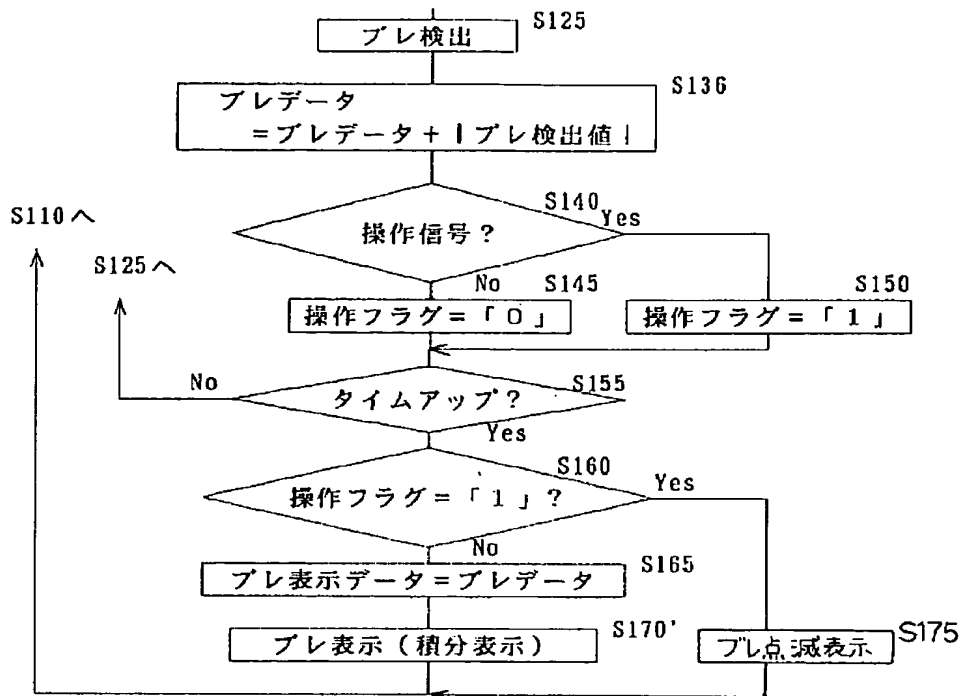 ブレ検出
S125
S136
ブレデータ
=ブレデータ+|ブレ検出値|
S140
操作信号?
Yes
S110へ
S125へ
No
S145
S150
操作フラグ=「0」
操作フラグ=「1」
No
S155
タイムアップ?
Yes
S160
操作フラグ=「1」?
Yes
No
S165
ブレ表示データ=ブレデータ
S170'
ブレ表示(積分表示)
S175
ブレ点滅表示